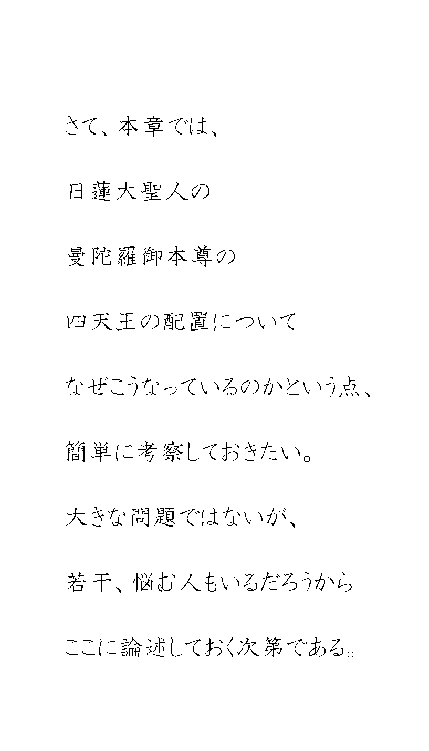 さて、本章では、
日蓮大聖人の
曼陀羅御本尊の
四天王の配置について
なぜこうなっているのかという点、
簡単に考察しておきたい。
大きな問題ではないが、
若干、悩む人もいるだろうから
ここに論述しておく次第である。